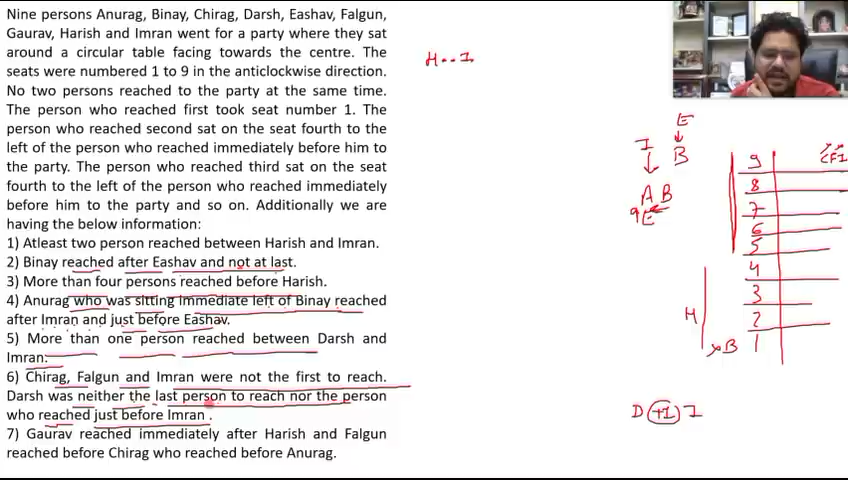 Nine persons Anurag, Binay, Chirag, Darsh, Eashav, Falgun,
Gaurav, Harish and Imran went for a party where they sat
around a circular table facing towards the centre. The
seats were numbered 1 to 9 in the anticlockwise direction.
No two persons reached to the party at the same time.
The person who reached first took seat number 1. The
person who reached second sat on the seat fourth to the
left of the person who reached immediately before him to
the party. The person who reached third sat on the seat
fourth to the left of the person who reached immediately
before him to the party and so on. Additionally we are
having the below information:
1) Atleast two person reached between Harish and Imran.
2) Binay reached after Eashav and not at last.
3) More than four persons reached before Harish.
4) Anurag who was sitting immediate left of Binay reached
after Imran and just before Eashav.
5) More than one person reached between Darsh and
Imran.
6) Chirag, Falgun and Imran were not the first to reach.
Darsh was neither the last person to reach nor the person
who reached just before Imran .
7) Gaurav reached immediately after Harish and Falgun
reached before Chirag who reached before Anurag.
H..I
E
I
B
A B
9
E
9
CFI
8
7
6
5
4
3
H
2
1
xB
D +1 I